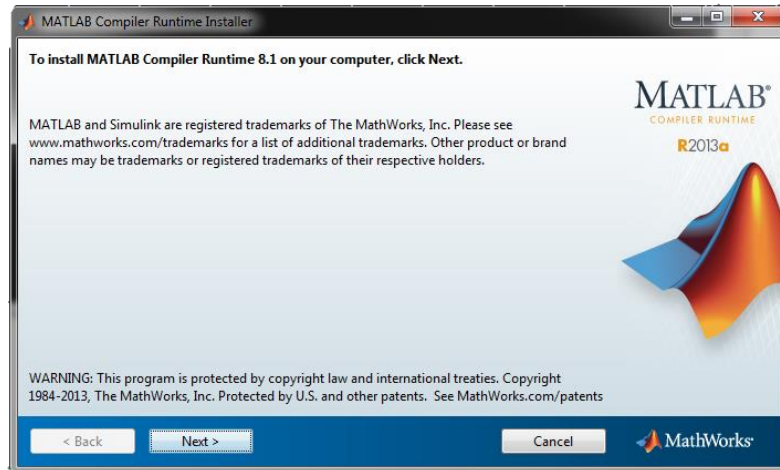 MATLAB Compiler Runtime Installer
To install MATLAB Compiler Runtime 8.1 on your computer, click Next.
MATLAB®
COMPILER RUNTIME
R2013a
MATLAB and Simulink are registered trademarks of The MathWorks, Inc. Please see
www.mathworks.com/trademarks for a list of additional trademarks. Other product or brand
names may be trademarks or registered trademarks of their respective holders.
WARNING: This program is protected by copyright law and international treaties. Copyright
1984-2013, The MathWorks, Inc. Protected by U.S. and other patents. See MathWorks.com/patents
< Back
Next >
Cancel
MathWorks®